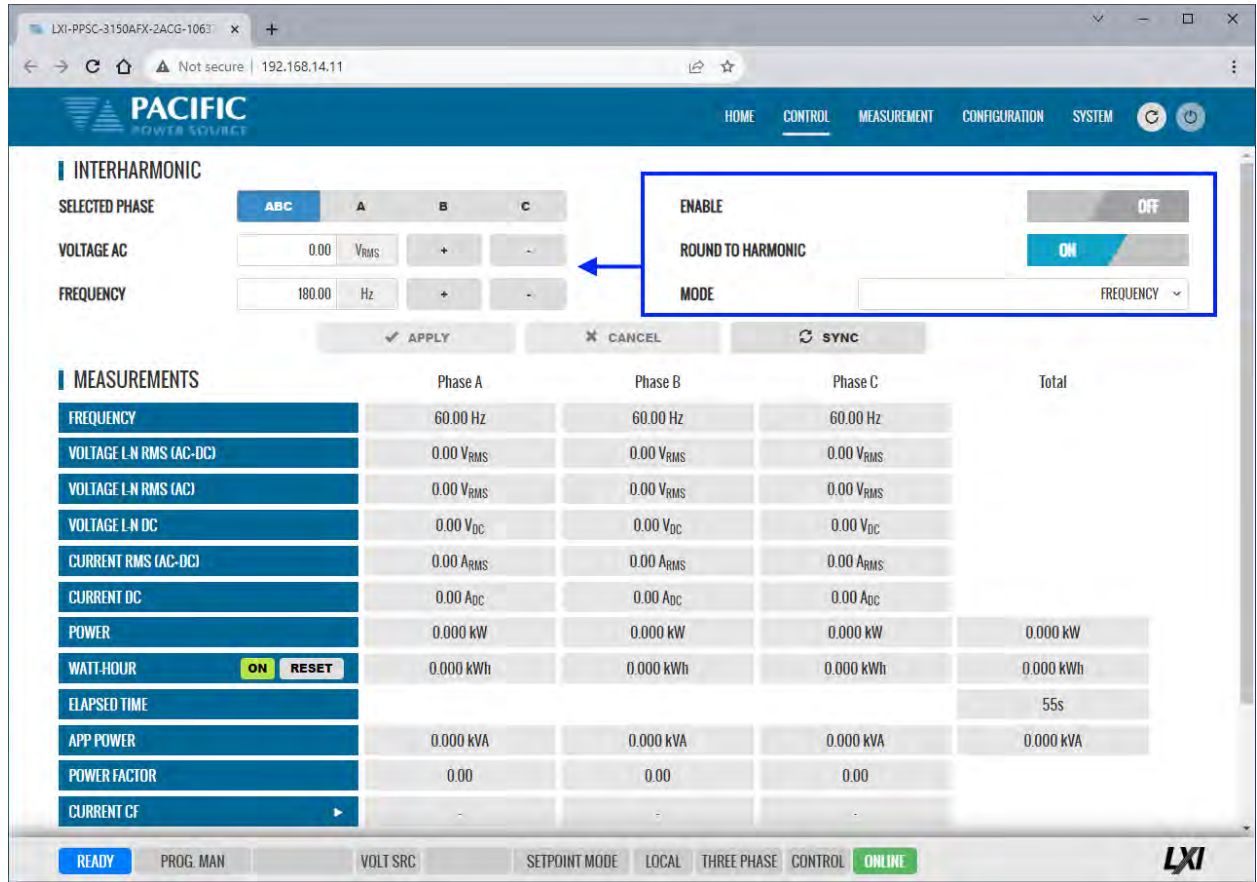 LXI-PPSC-3150AFX-2ACG-1063
Not secure | 192.168.14.11
PACIFIC
POWER SOURCE
HOME CONTROL MEASUREMENT CONFIGURATION SYSTEM
INTERHARMONIC
SELECTED PHASE ABC A B C
ENABLE OFF
VOLTAGE AC 0.00 VRMS + -
ROUND TO HARMONIC ON
FREQUENCY 180.00 Hz + -
MODE FREQUENCY
APPLY CANCEL SYNC
MEASUREMENTS Phase A Phase B Phase C Total
FREQUENCY 60.00 Hz 60.00 Hz 60.00 Hz
VOLTAGE L-N RMS (AC-DC) 0.00 VRMS 0.00 VRMS 0.00 VRMS
VOLTAGE L-N RMS (AC) 0.00 VRMS 0.00 VRMS 0.00 VRMS
VOLTAGE L-N DC 0.00 VDC 0.00 VDC 0.00 VDC
CURRENT RMS (AC-DC) 0.00 ARMS 0.00 ARMS 0.00 ARMS
CURRENT DC 0.00 ADC 0.00 ADC 0.00 ADC
POWER 0.000 kW 0.000 kW 0.000 kW 0.000 kW
WATT-HOUR ON RESET 0.000 kWh 0.000 kWh 0.000 kWh 0.000 kWh
ELAPSED TIME 55s
APP POWER 0.000 kVA 0.000 kVA 0.000 kVA 0.000 kVA
POWER FACTOR 0.00 0.00 0.00
CURRENT CF - - -
READY PROG. MAN VOLT SRC SETPOINT MODE LOCAL THREE PHASE CONTROL ONLINE LXI